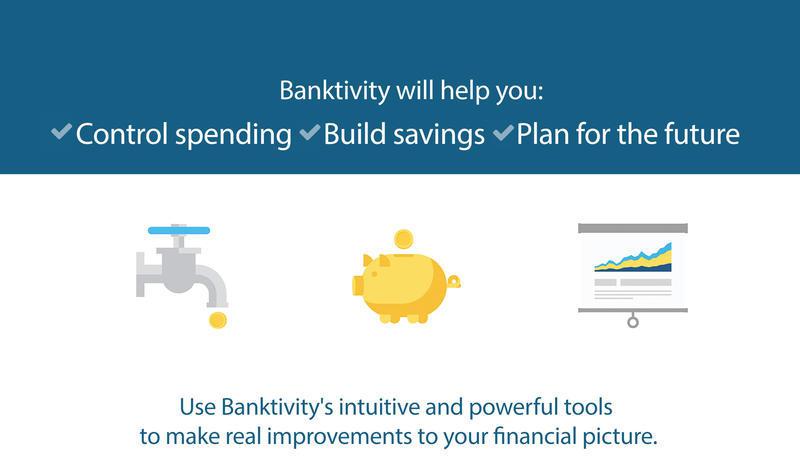 Banktivity will help you:
Control spending Build savings Plan for the future
Use Banktivity's intuitive and powerful tools
to make real improvements to your financial picture.